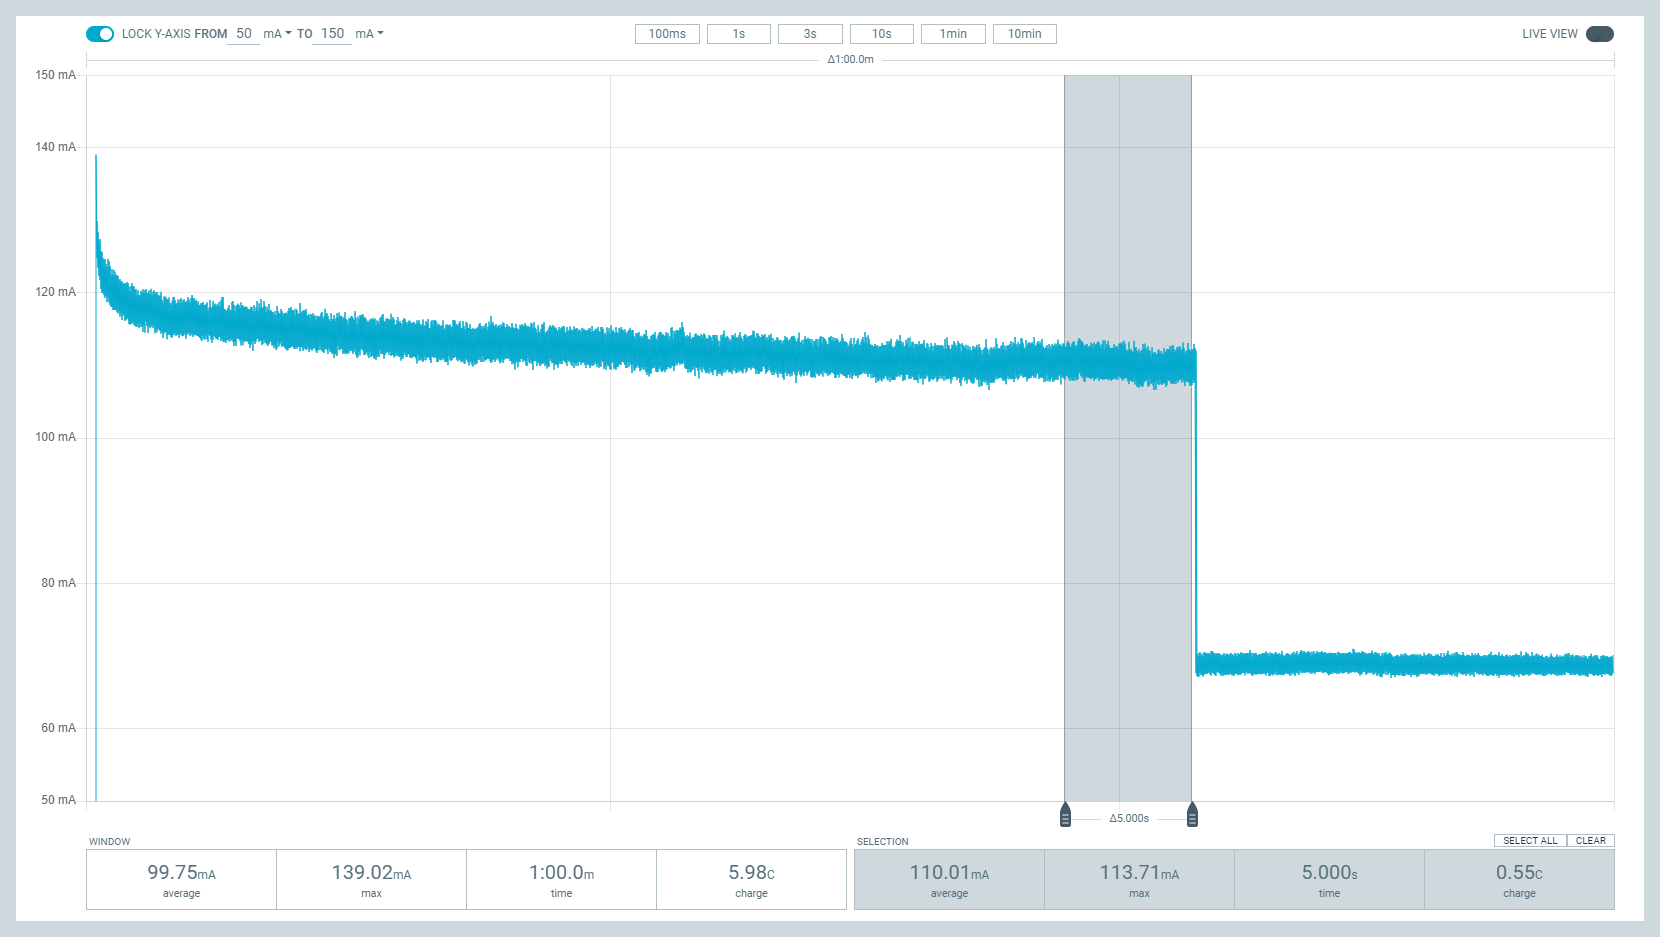 LOCK Y-AXIS FROM 50 mA TO 150 mA
100ms 1s 3s 10s 1min 10min
LIVE VIEW
Δ1:00.0m
150 mA
140 mA
120 mA
100 mA
80 mA
60 mA
50 mA
Δ5.000s
WINDOW
99.75mA 139.02mA 1:00.0m 5.98C
average max time charge
SELECTION SELECT ALL CLEAR
110.01mA 113.71mA 5.000s 0.55C
average max time charge